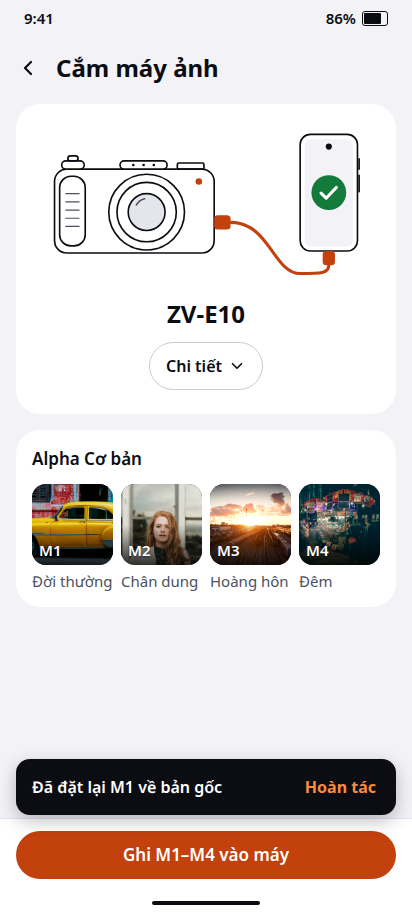 9:41
86%
Cắm máy ảnh
ZV-E10
Chi tiết
Alpha Cơ bản
M1
M2
M3
M4
Đời thường
Chân dung
Hoàng hôn
Đêm
Đã đặt lại M1 về bản gốc
Hoàn tác
Ghi M1–M4 vào máy